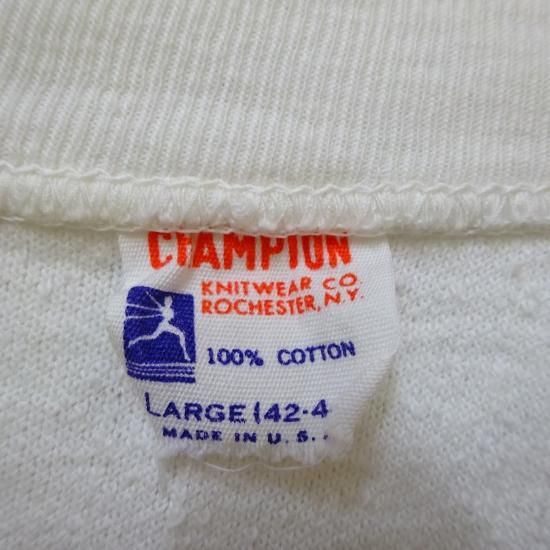 CHAMPION
KNITWEAR CO
ROCHESTER, N.Y.
100% COTTON
LARGE (42-4
MADE IN U.S.